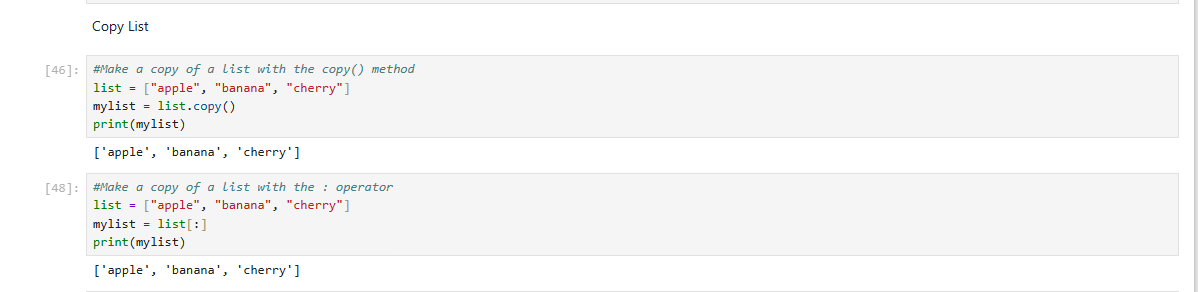 Copy List
[46]:
#Make a copy of a list with the copy() method
list = ["apple", "banana", "cherry"]
mylist = list.copy()
print(mylist)
['apple', 'banana', 'cherry']
[48]:
#Make a copy of a list with the : operator
list = ["apple", "banana", "cherry"]
mylist = list[:]
print(mylist)
['apple', 'banana', 'cherry']